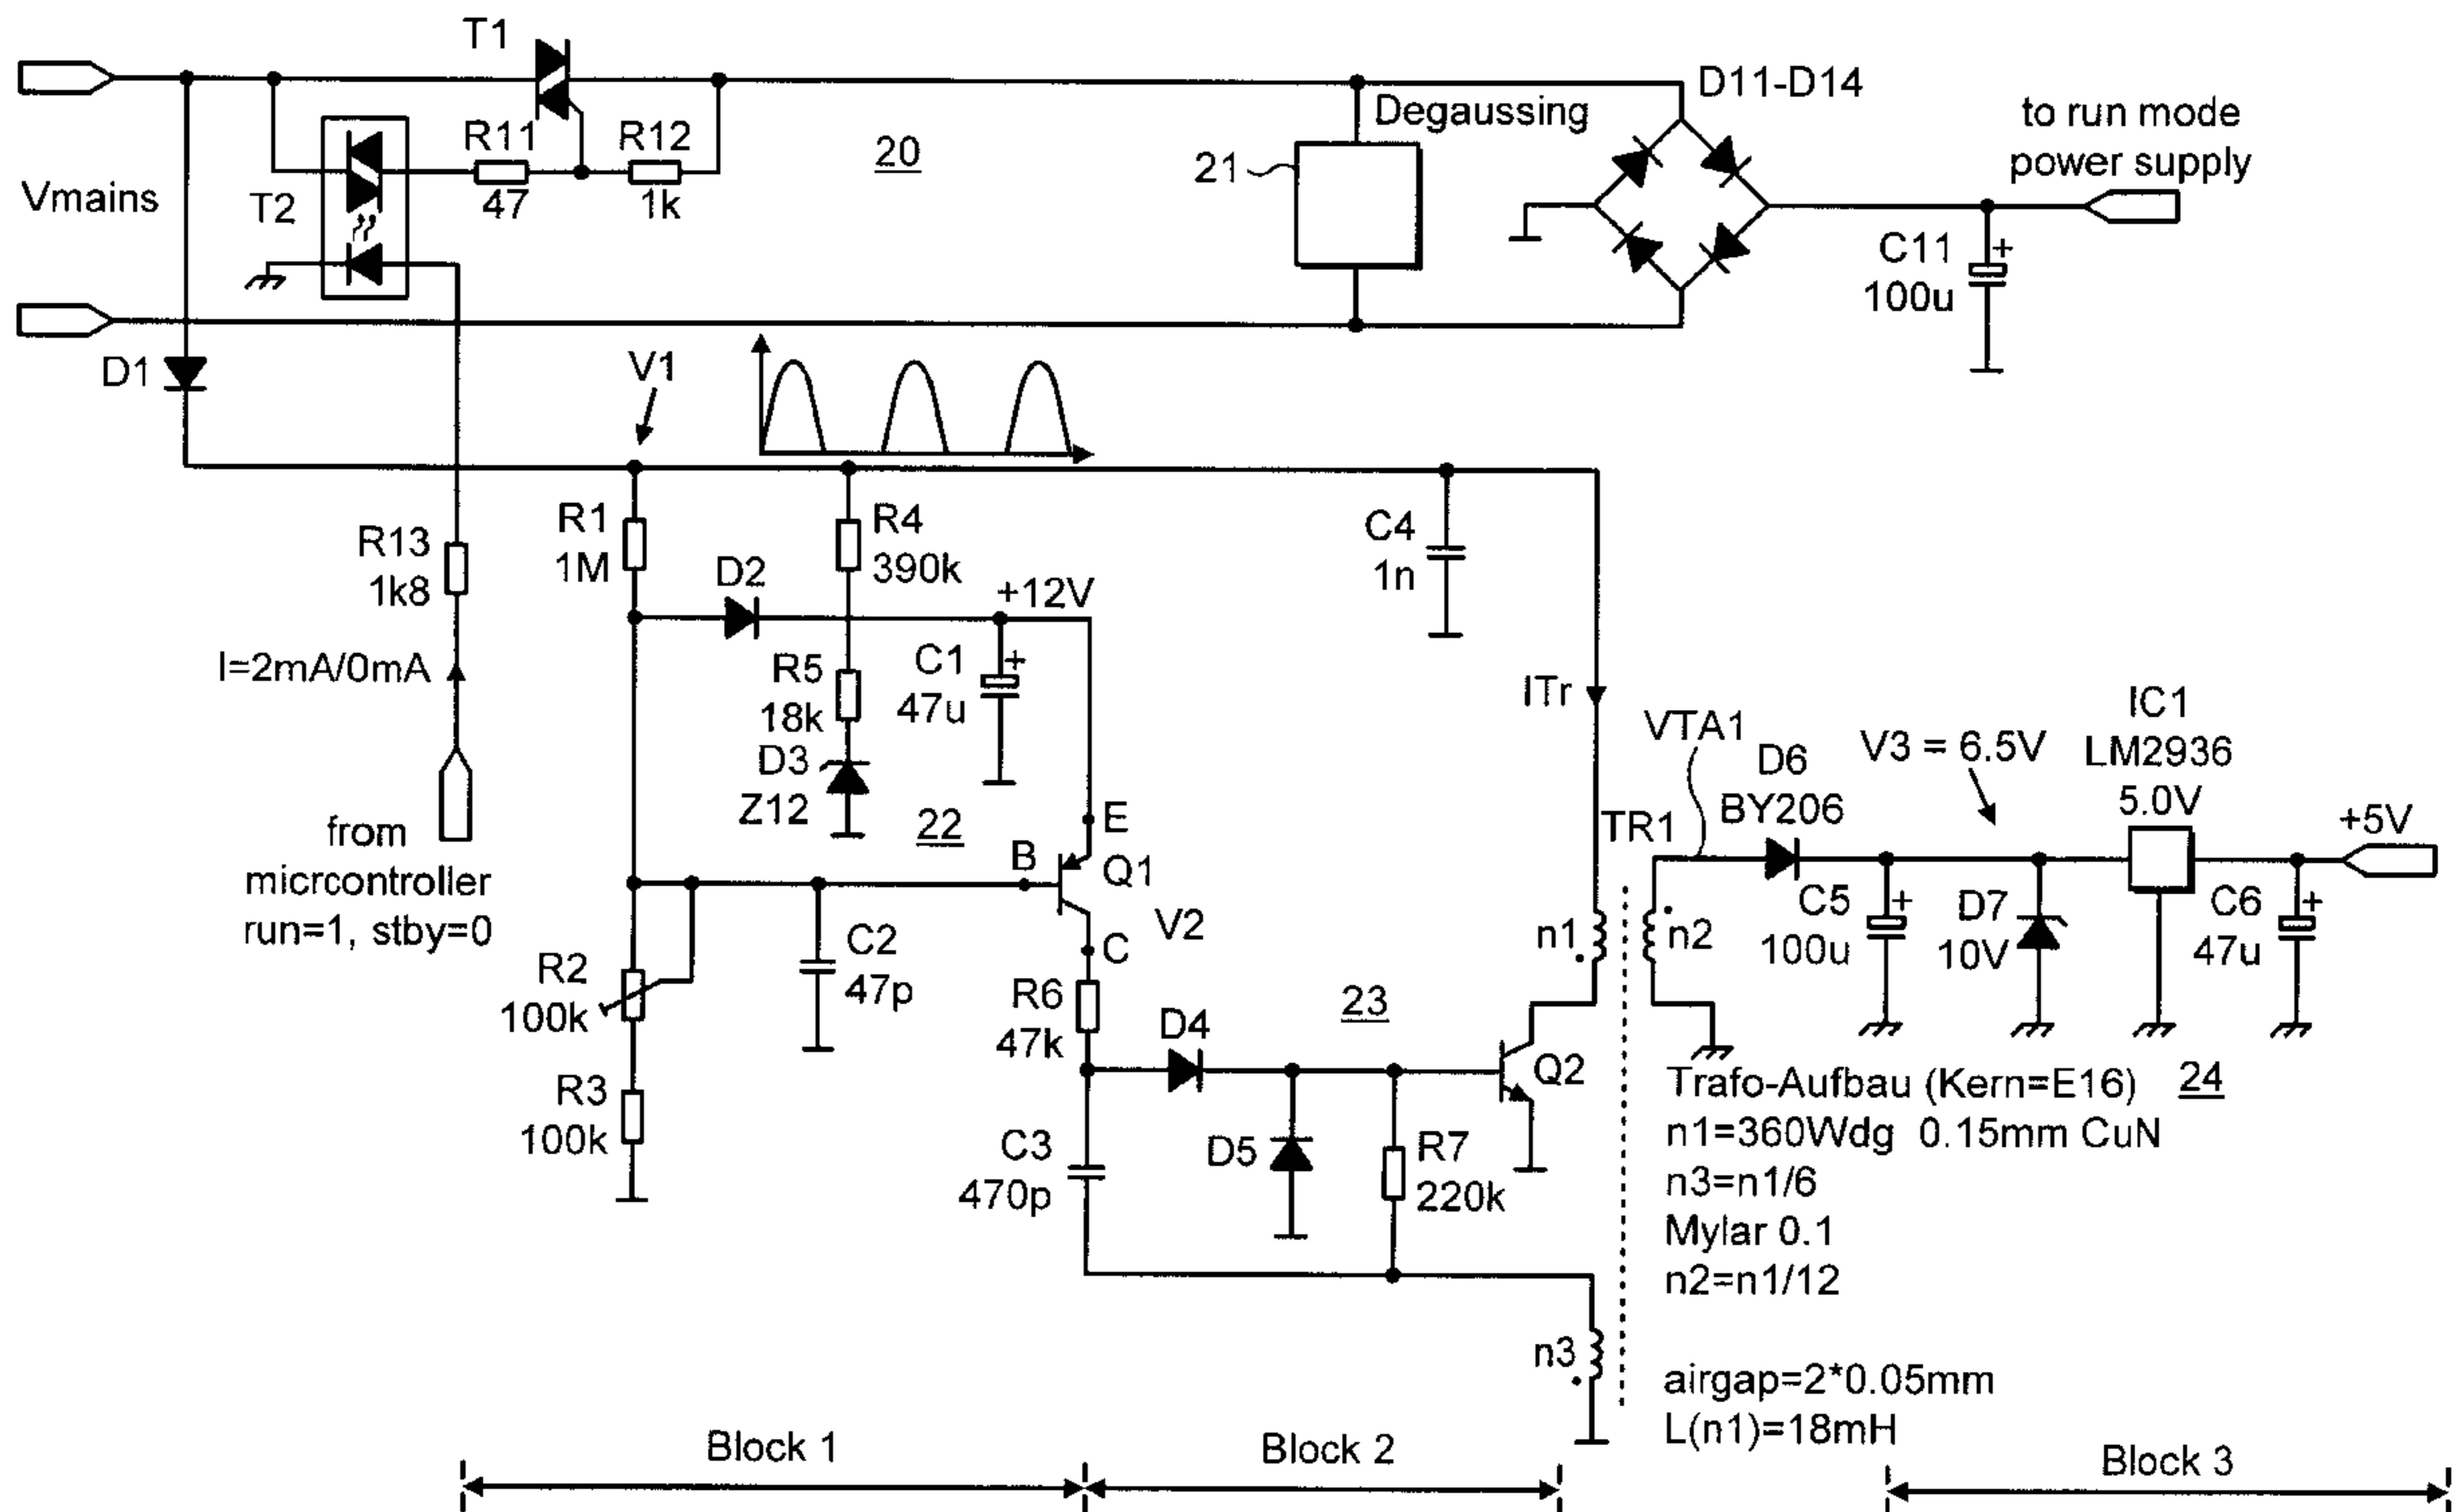 T1
D11-D14
Degaussing
to run mode
power supply
R11
47
R12
1k
20
21
Vmains
T2
C11
100u
+
D1
V1
R13
1k8
R1
1M
R4
390k
C4
1n
D2
+12V
I=2mA/0mA
R5
18k
C1
47u
+
ITr
D3
Z12
VTA1
D6
BY206
V3 = 6.5V
IC1
LM2936
5.0V
TR1
+5V
from
micrcontroller
run=1, stby=0
22
E
B
Q1
V2
C
C2
47p
n1
n2
C5
100u
+
D7
10V
C6
47u
+
R2
100k
R6
47k
23
D4
Q2
R3
100k
C3
470p
D5
R7
220k
Trafo-Aufbau (Kern=E16)
24
n1=360Wdg 0.15mm CuN
n3=n1/6
Mylar 0.1
n2=n1/12
n3
airgap=2*0.05mm
L(n1)=18mH
Block 1
Block 2
Block 3